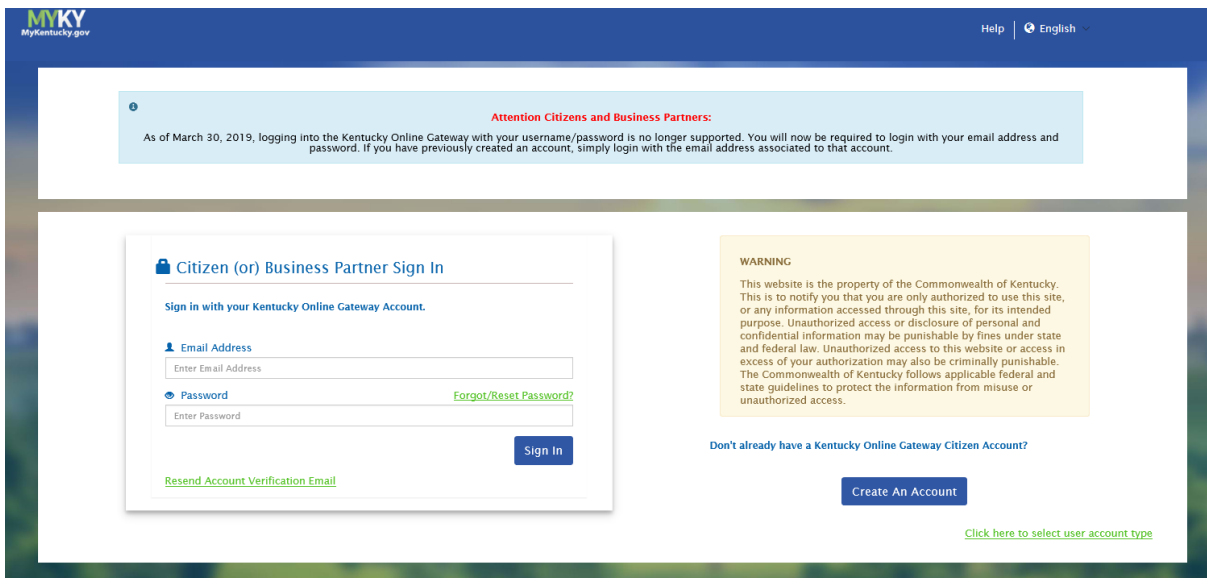 MYKY
MyKentucky.gov
Help
English
Attention Citizens and Business Partners:
As of March 30, 2019, logging into the Kentucky Online Gateway with your username/password is no longer supported. You will now be required to login with your email address and
password. If you have previously created an account, simply login with the email address associated to that account.
Citizen (or) Business Partner Sign In
Sign in with your Kentucky Online Gateway Account.
Email Address
Enter Email Address
Password
Forgot/Reset Password?
Enter Password
Sign In
Resend Account Verification Email
WARNING
This website is the property of the Commonwealth of Kentucky.
This is to notify you that you are only authorized to use this site,
or any information accessed through this site, for its intended
purpose. Unauthorized access or disclosure of personal and
confidential information may be punishable by fines under state
and federal law. Unauthorized access to this website or access in
excess of your authorization may also be criminally punishable.
The Commonwealth of Kentucky follows applicable federal and
state guidelines to protect the information from misuse or
unauthorized access.
Don't already have a Kentucky Online Gateway Citizen Account?
Create An Account
Click here to select user account type